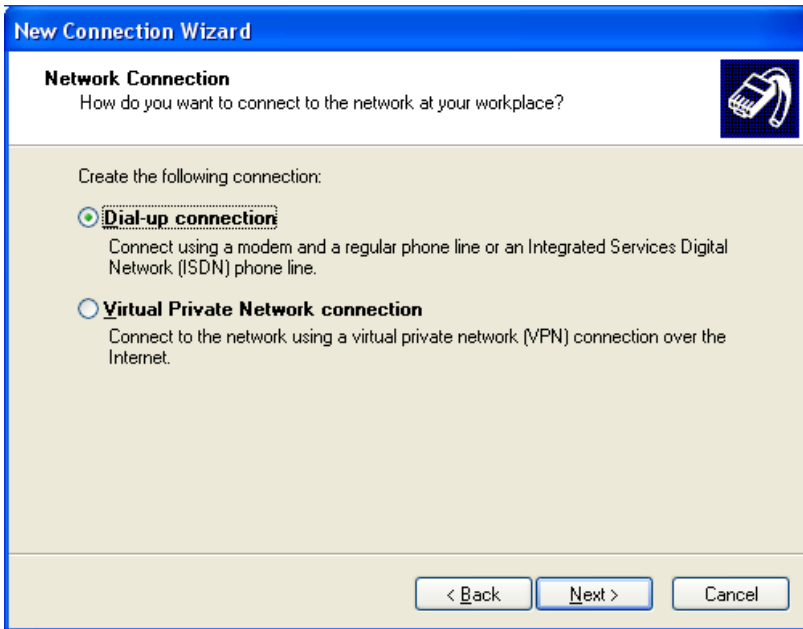 New Connection Wizard
Network Connection
How do you want to connect to the network at your workplace?
Create the following connection:
Dial-up connection
Connect using a modem and a regular phone line or an Integrated Services Digital
Network (ISDN) phone line.
Virtual Private Network connection
Connect to the network using a virtual private network (VPN) connection over the
Internet.
< Back Next > Cancel